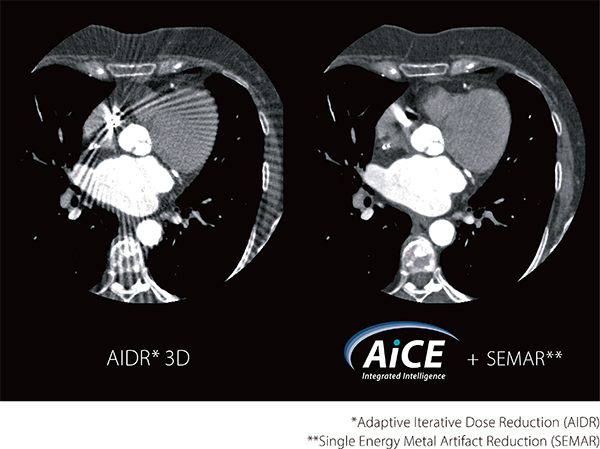 AIDR* 3D
AiCE + SEMAR**
Integrated Intelligence
*Adaptive Iterative Dose Reduction (AIDR)
**Single Energy Metal Artifact Reduction (SEMAR)